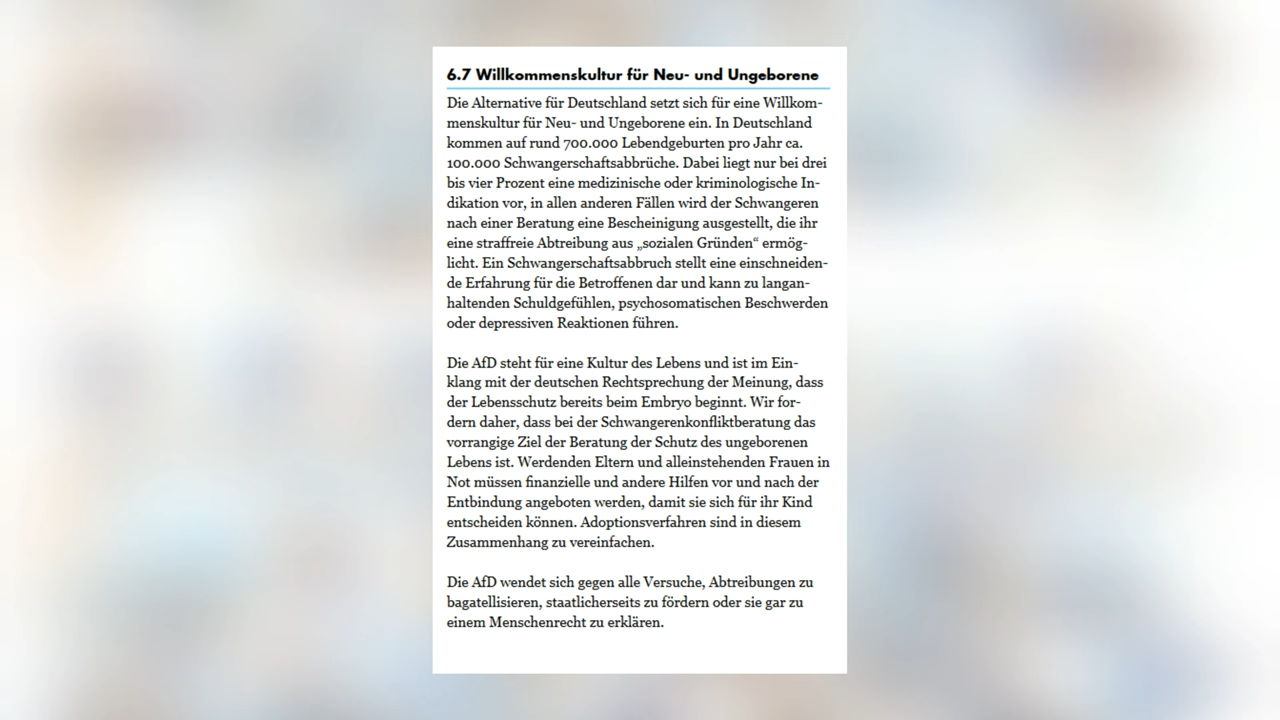 6.7 Willkommenskultur für Neu- und Ungeborene
Die Alternative für Deutschland setzt sich für eine Willkom-
menskultur für Neu- und Ungeborene ein. In Deutschland
kommen auf rund 700.000 Lebendgeburten pro Jahr ca.
100.000 Schwangerschaftsabbrüche. Dabei liegt nur bei drei
bis vier Prozent eine medizinische oder kriminologische In-
dikation vor, in allen anderen Fällen wird der Schwangeren
nach einer Beratung eine Bescheinigung ausgestellt, die ihr
eine straffreie Abtreibung aus „sozialen Gründen“ ermög-
licht. Ein Schwangerschaftsabbruch stellt eine einschneiden-
de Erfahrung für die Betroffenen dar und kann zu langan-
haltenden Schuldgefühlen, psychosomatischen Beschwerden
oder depressiven Reaktionen führen.
Die AfD steht für eine Kultur des Lebens und ist im Ein-
klang mit der deutschen Rechtsprechung der Meinung, dass
der Lebensschutz bereits beim Embryo beginnt. Wir for-
dern daher, dass bei der Schwangerenkonfliktberatung das
vorrangige Ziel der Beratung der Schutz des ungeborenen
Lebens ist. Werdenden Eltern und alleinstehenden Frauen in
Not müssen finanzielle und andere Hilfen vor und nach der
Entbindung angeboten werden, damit sie sich für ihr Kind
entscheiden können. Adoptionsverfahren sind in diesem
Zusammenhang zu vereinfachen.
Die AfD wendet sich gegen alle Versuche, Abtreibungen zu
bagatellisieren, staatlicherseits zu fördern oder sie gar zu
einem Menschenrecht zu erklären.